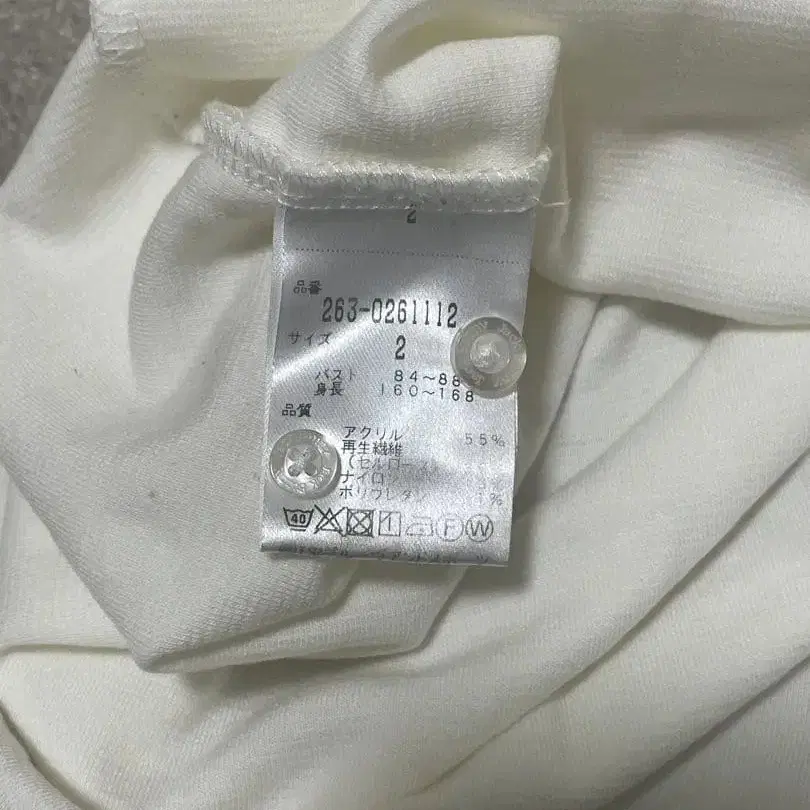 2
品番
263-0261112
サイズ 2
バスト 84～88
身長 160～168
品質
アクリル 55%
再生繊維
(セルロース
ナイロン
ポリウレタン 1%
40 F W